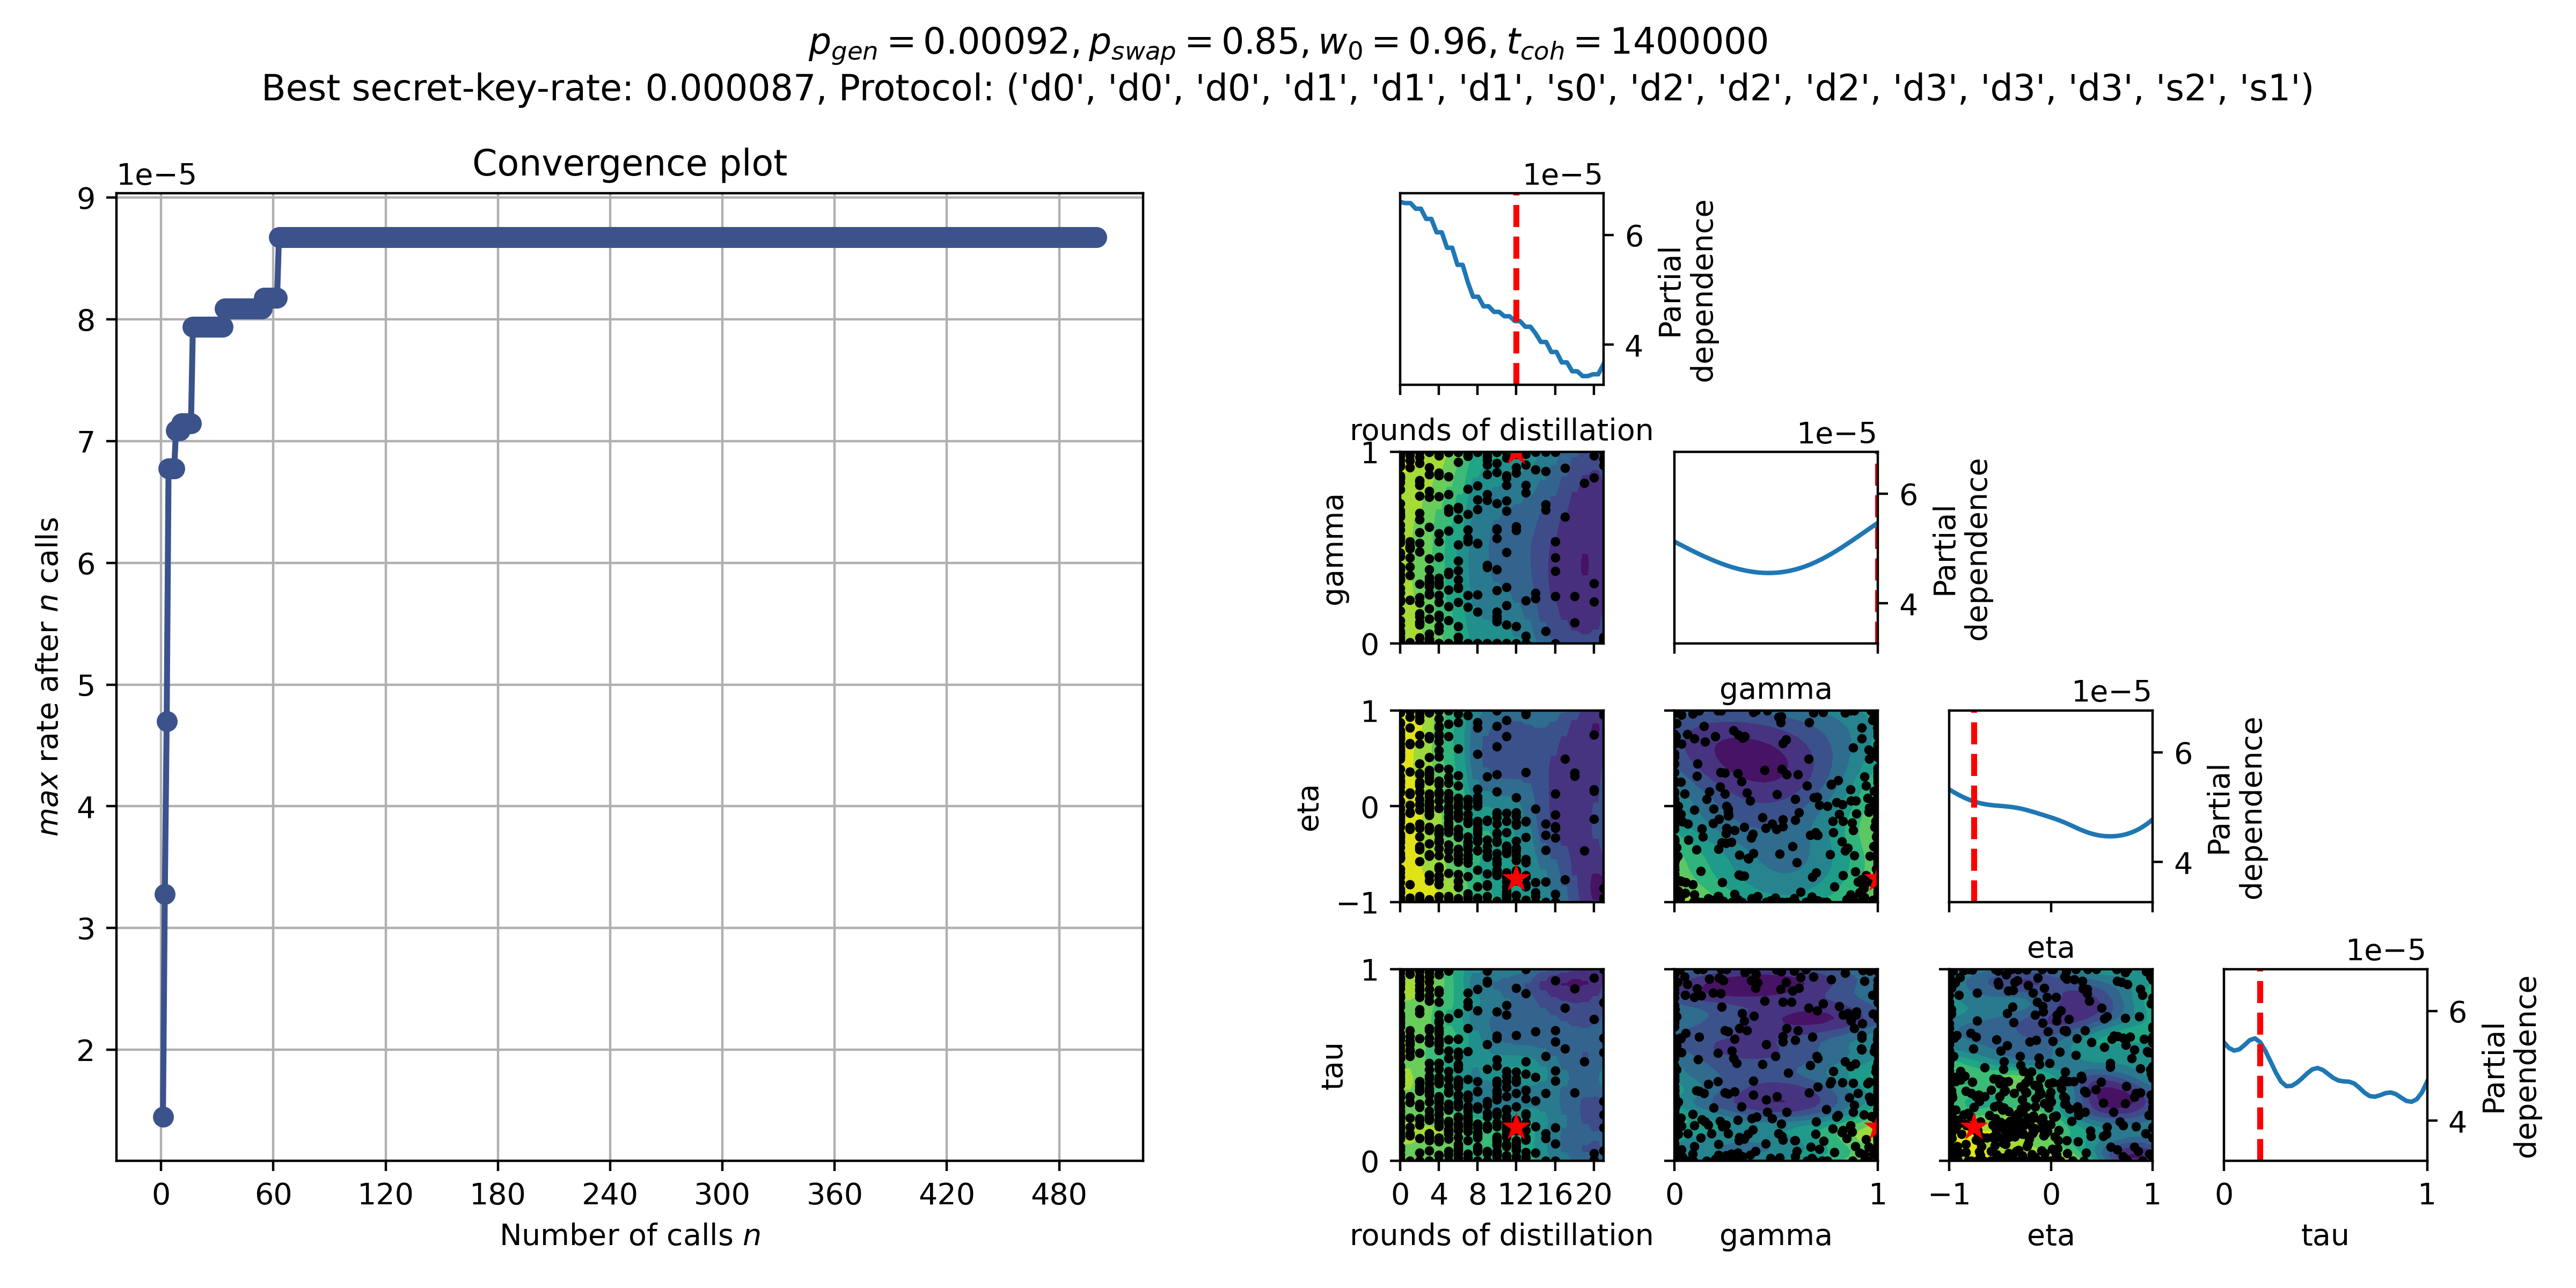 p_gen = 0.00092, p_swap = 0.85, w_0 = 0.96, t_coh = 1400000
Best secret-key-rate: 0.000087, Protocol: ('d0', 'd0', 'd0', 'd1', 'd1', 'd1', 's0', 'd2', 'd2', 'd2', 'd3', 'd3', 'd3', 's2', 's1')
Convergence plot
1e−5
9
8
7
6
5
4
3
2
max rate after n calls
0 60 120 180 240 300 360 420 480
Number of calls n
1e−5
6
4
Partial
dependence
rounds of distillation
1
0
gamma
1e−5
6
4
Partial
dependence
gamma
1
0
−1
eta
1e−5
6
4
Partial
dependence
eta
1
0
tau
1e−5
6
4
Partial
dependence
0 4 8 12 16 20
rounds of distillation
0 1
gamma
−1 0 1
eta
0 1
tau